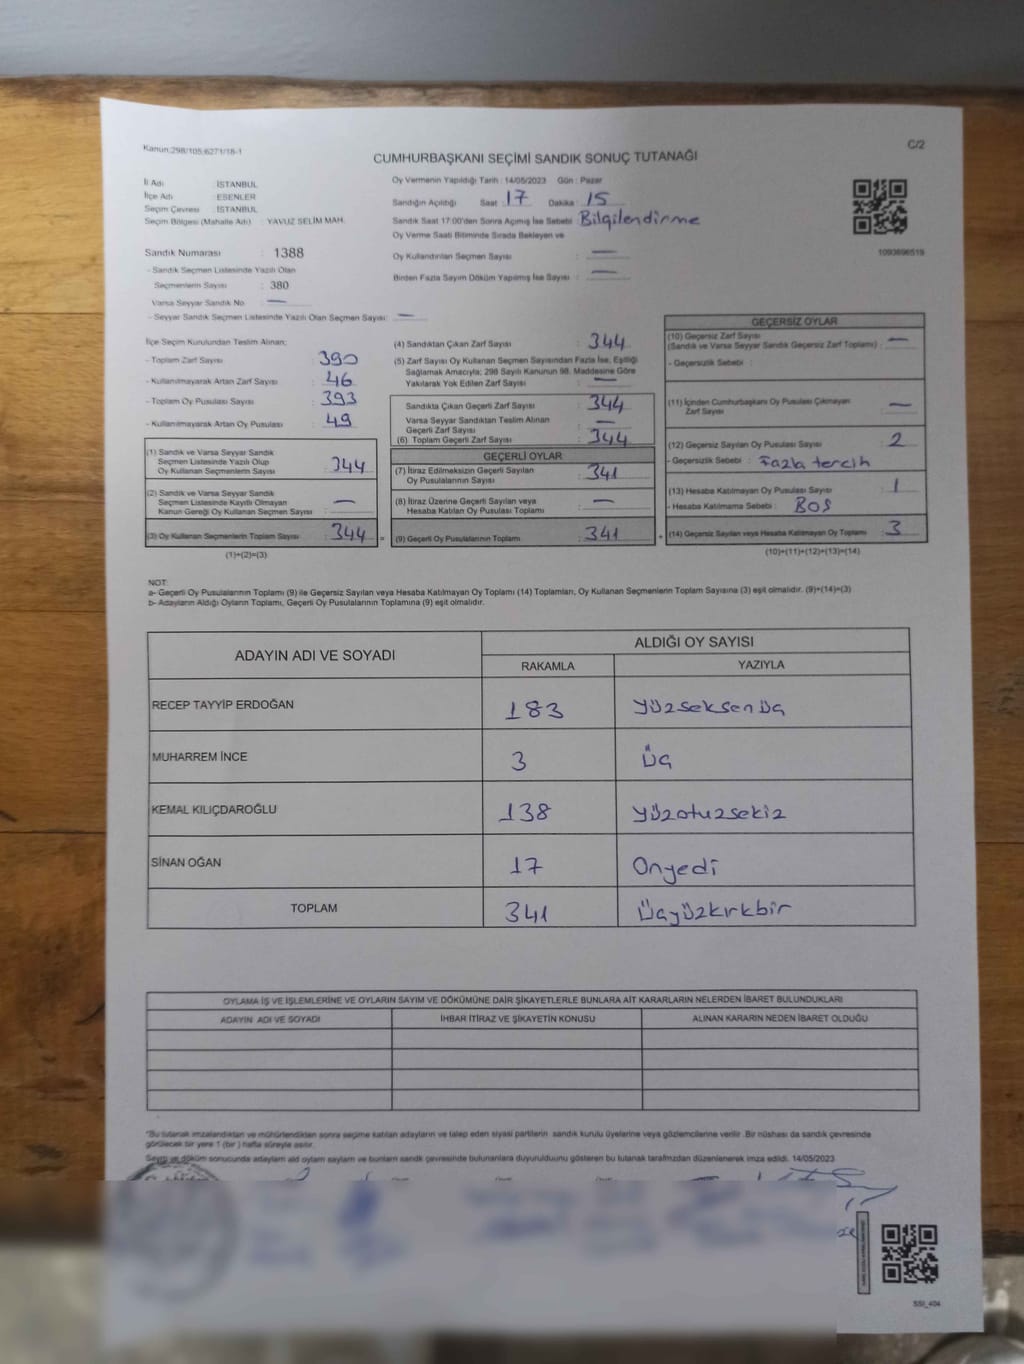 Kanun:298/105;6271/18-1
C/2
CUMHURBAŞKANI SEÇİMİ SANDIK SONUÇ TUTANAĞI
İl Adı : İSTANBUL
İlçe Adı : ESENLER
Seçim Çevresi : İSTANBUL
Seçim Bölgesi (Mahalle Adı) : YAVUZ SELİM MAH.
Sandık Numarası : 1388
- Sandık Seçmen Listesinde Yazılı Olan
Seçmenlerin Sayısı : 380
Varsa Seyyar Sandık No : —
- Seyyar Sandık Seçmen Listesinde Yazılı Olan Seçmen Sayısı: —
Oy Vermenin Yapıldığı Tarih : 14/05/2023 Gün : Pazar
Sandığın Açıldığı Saat : 17 Dakika : 15
Sandık Saat 17:00'den Sonra Açılmış İse Sebebi : Bilgilendirme
Oy Verme Saati Bitiminde Sırada Bekleyen ve
Oy Kullandırılan Seçmen Sayısı : —
Birden Fazla Sayım Döküm Yapılmış İse Sayısı : —
1093696519
İlçe Seçim Kurulundan Teslim Alınan;
- Toplam Zarf Sayısı : 390
- Kullanılmayarak Artan Zarf Sayısı : 46
- Toplam Oy Pusulası Sayısı : 393
- Kullanılmayarak Artan Oy Pusulası : 49
(1) Sandık ve Varsa Seyyar Sandık
Seçmen Listesinde Yazılı Olup
Oy Kullanan Seçmenlerin Sayısı : 344
(2) Sandık ve Varsa Seyyar Sandık
Seçmen Listesinde Kayıtlı Olmayan
Kanun Gereği Oy Kullanan Seçmen Sayısı : —
(3) Oy Kullanan Seçmenlerin Toplam Sayısı : 344 =
(1)+(2)=(3)
(4) Sandıktan Çıkan Zarf Sayısı : 344
(5) Zarf Sayısı Oy Kullanan Seçmen Sayısından Fazla İse, Eşitliği
Sağlamak Amacıyla; 298 Sayılı Kanunun 98. Maddesine Göre
Yakılarak Yok Edilen Zarf Sayısı : —
Sandıkta Çıkan Geçerli Zarf Sayısı : 344
Varsa Seyyar Sandıktan Teslim Alınan
Geçerli Zarf Sayısı : —
(6) Toplam Geçerli Zarf Sayısı : 344
GEÇERLİ OYLAR
(7) İtiraz Edilmeksizin Geçerli Sayılan
Oy Pusulalarının Sayısı : 341
(8) İtiraz Üzerine Geçerli Sayılan veya
Hesaba Katılan Oy Pusulası Toplamı : —
(9) Geçerli Oy Pusulalarının Toplamı : 341 +
GEÇERSİZ OYLAR
(10) Geçersiz Zarf Sayısı
(Sandık ve Varsa Seyyar Sandık Geçersiz Zarf Toplamı) : —
- Geçersizlik Sebebi :
(11) İçinden Cumhurbaşkanı Oy Pusulası Çıkmayan
Zarf Sayısı : —
(12) Geçersiz Sayılan Oy Pusulası Sayısı : 2
- Geçersizlik Sebebi : Fazla tercih
(13) Hesaba Katılmayan Oy Pusulası Sayısı : 1
- Hesaba Katılmama Sebebi : BOŞ
(14) Geçersiz Sayılan veya Hesaba Katılmayan Oy Toplamı : 3
(10)+(11)+(12)+(13)=(14)
NOT:
a- Geçerli Oy Pusulalarının Toplamı (9) ile Geçersiz Sayılan veya Hesaba Katılmayan Oy Toplamı (14) Toplamları, Oy Kullanan Seçmenlerin Toplam Sayısına (3) eşit olmalıdır. (9)+(14)=(3)
b- Adayların Aldığı Oyların Toplamı, Geçerli Oy Pusulalarının Toplamına (9) eşit olmalıdır.
ADAYIN ADI VE SOYADI ALDIĞI OY SAYISI
RAKAMLA YAZIYLA
RECEP TAYYİP ERDOĞAN 183 Yüzseksenüç
MUHARREM İNCE 3 Üç
KEMAL KILIÇDAROĞLU 138 Yüzotuzsekiz
SİNAN OĞAN 17 Onyedi
TOPLAM 341 Üçyüzkırkbir
OYLAMA İŞ VE İŞLEMLERİNE VE OYLARIN SAYIM VE DÖKÜMÜNE DAİR ŞİKAYETLERLE BUNLARA AİT KARARLARIN NELERDEN İBARET BULUNDUKLARI
ADAYIN ADI VE SOYADI İHBAR İTİRAZ VE ŞİKAYETİN KONUSU ALINAN KARARIN NEDEN İBARET OLDUĞU
"Bu tutanak imzalandıktan ve mühürlendikten sonra seçime katılan adayların ve talep eden siyasi partilerin sandık kurulu üyelerine veya gözlemcilerine verilir. Bir nüshası da sandık çevresinde
görülecek bir yere 1 (bir) hafta süreyle asılır.
Sayım ve döküm sonucunda adayların aldığı oyların sayılarını ve bunların sandık çevresinde bulunanlara duyurulduğunu gösteren bu tutanak tarafımızdan düzenlenerek imza edildi. 14/05/2023
SSI_404